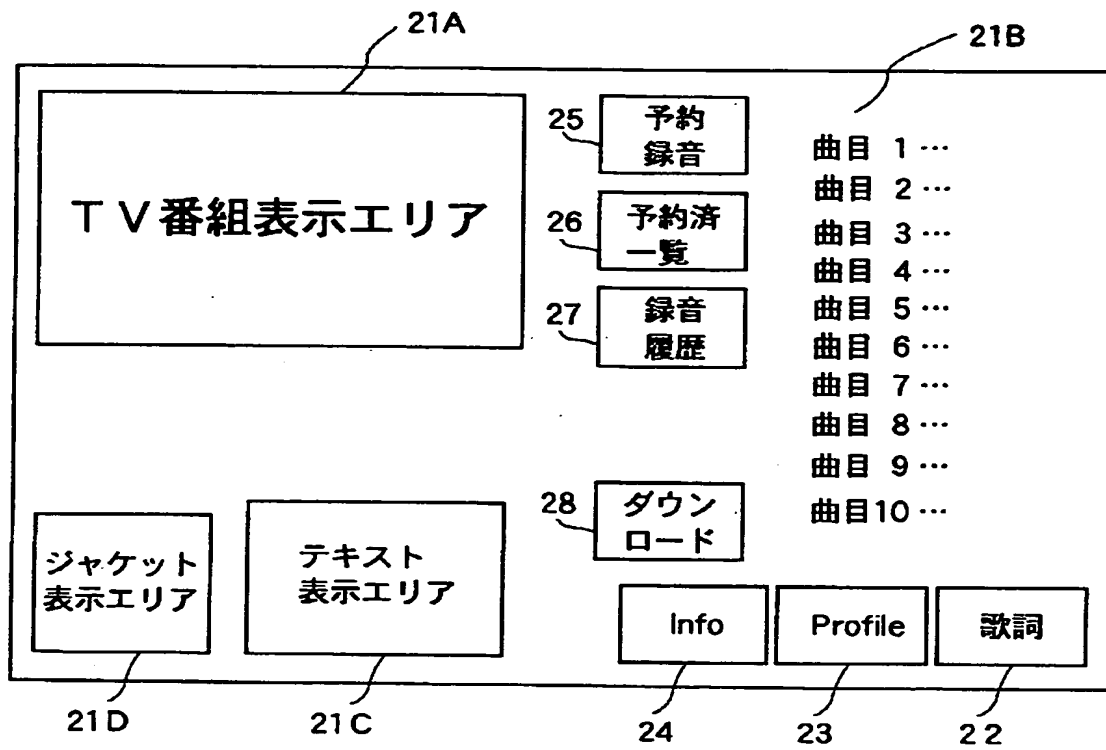 21A
21B
25
予約
録音
曲目 1…
曲目 2…
TV番組表示エリア
26
予約済
一覧
曲目 3…
曲目 4…
27
録音
履歴
曲目 5…
曲目 6…
曲目 7…
曲目 8…
曲目 9…
28
ダウン
ロード
曲目10…
ジャケット
表示エリア
テキスト
表示エリア
Info
Profile
歌詞
21D
21C
24
23
22